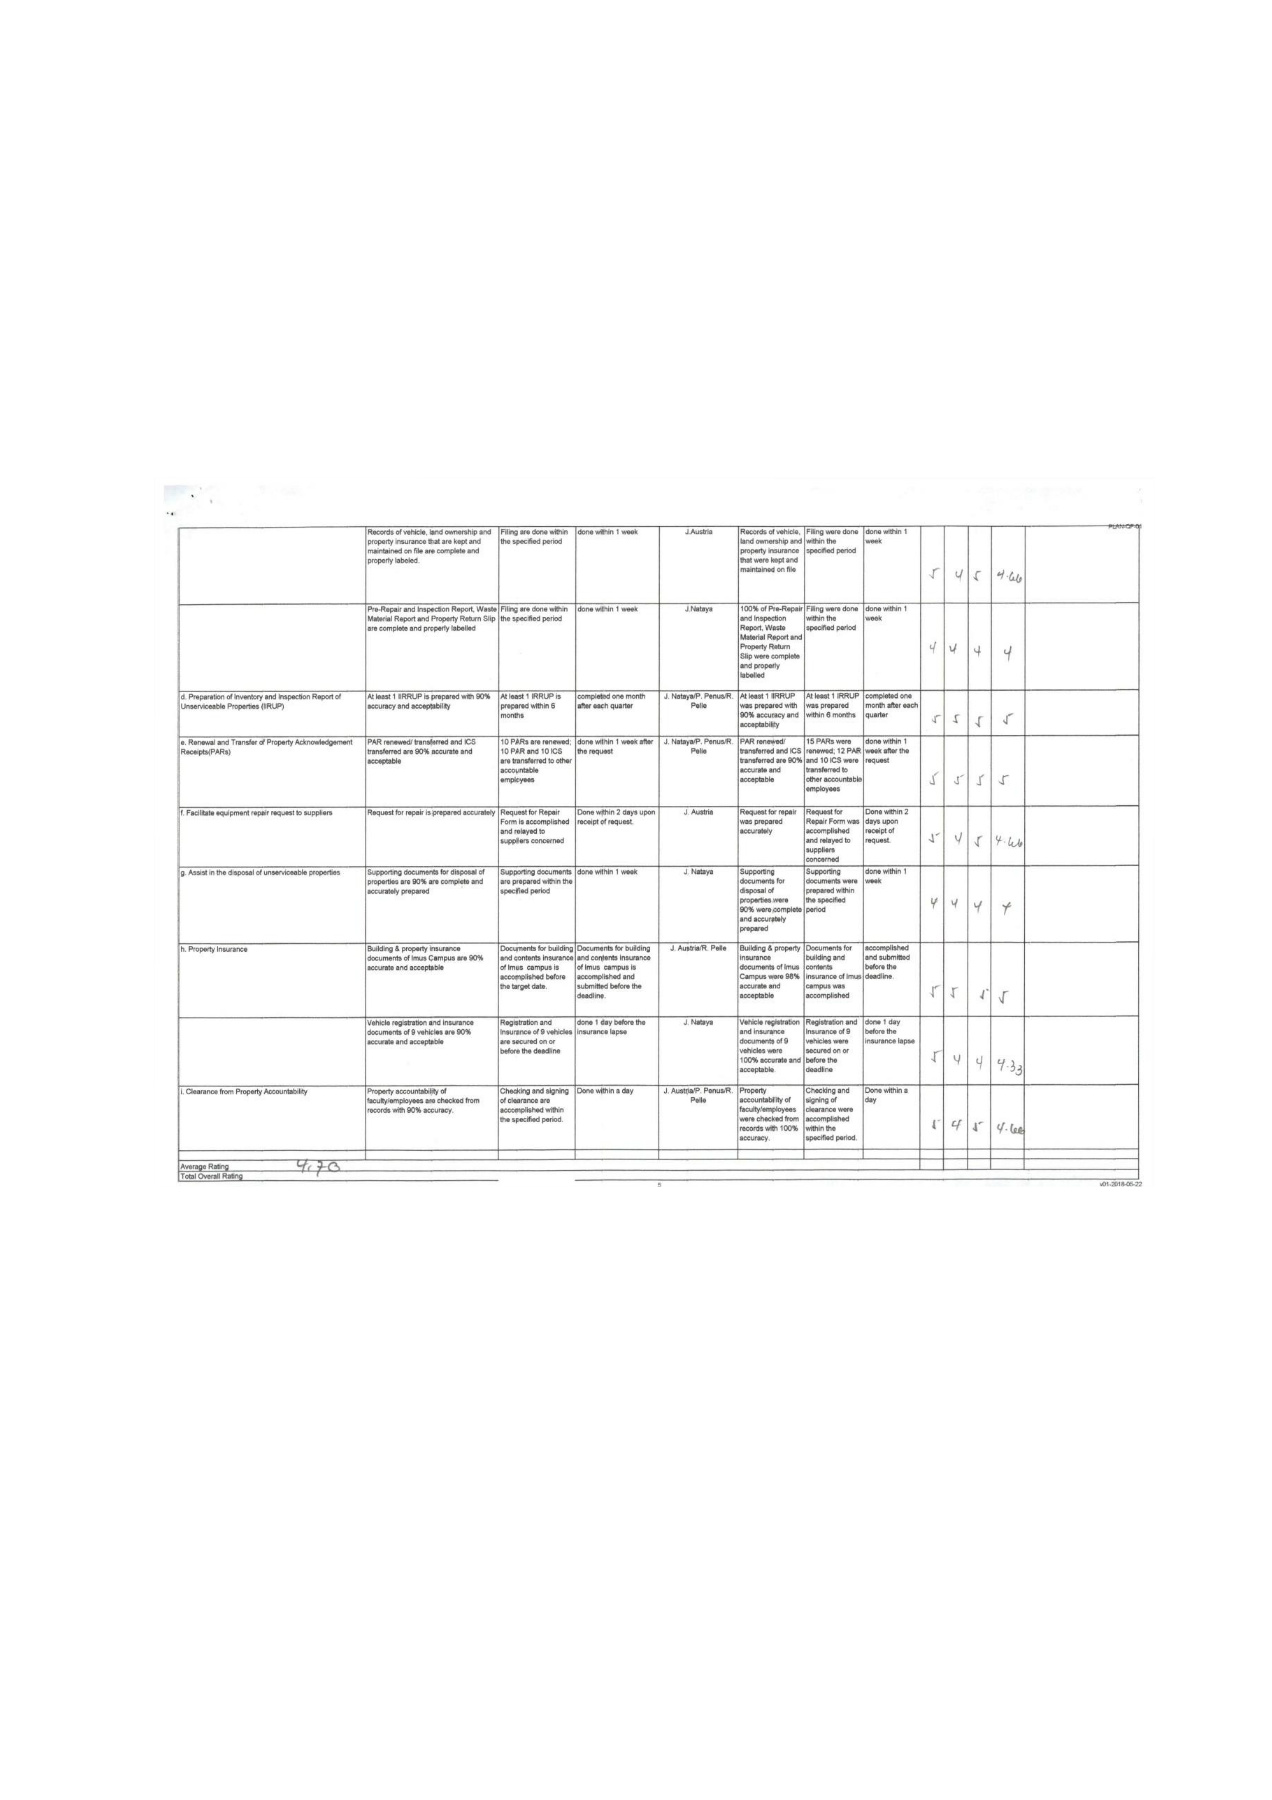 PLAN-QF-04
Records of vehicle, land ownership and
property insurance that are kept and
maintained on file are complete and
properly labeled.
Filing are done within
the specified period
done within 1 week
J.Austria
Records of vehicle,
land ownership and
property insurance
that were kept and
maintained on file
Filing were done
within the
specified period
done within 1
week
5 4 5 4.66
Pre-Repair and Inspection Report, Waste
Material Report and Property Return Slip
are complete and properly labelled
Filing are done within
the specified period
done within 1 week
J.Nataya
100% of Pre-Repair
and Inspection
Report, Waste
Material Report and
Property Return
Slip were complete
and properly
labelled
Filing were done
within the
specified period
done within 1
week
4 4 4 4
d. Preparation of Inventory and Inspection Report of
Unserviceable Properties (IIRUP)
At least 1 IIRRUP is prepared with 90%
accuracy and acceptability
At least 1 IRRUP is
prepared within 6
months
completed one month
after each quarter
J. Nataya/P. Penus/R.
Pelle
At least 1 IIRRUP
was prepared with
90% accuracy and
acceptability
At least 1 IRRUP
was prepared
within 6 months
completed one
month after each
quarter
5 5 5 5
e. Renewal and Transfer of Property Acknowledgement
Receipts(PARs)
PAR renewed/ transferred and ICS
transferred are 90% accurate and
acceptable
10 PARs are renewed;
10 PAR and 10 ICS
are transferred to other
accountable
employees
done within 1 week after
the request
J. Nataya/P. Penus/R.
Pelle
PAR renewed/
transferred and ICS
transferred are 90%
accurate and
acceptable
15 PARs were
renewed; 12 PAR
and 10 ICS were
transferred to
other accountable
employees
done within 1
week after the
request
5 5 5 5
f. Facilitate equipment repair request to suppliers
Request for repair is prepared accurately
Request for Repair
Form is accomplished
and relayed to
suppliers concerned
Done within 2 days upon
receipt of request.
J. Austria
Request for repair
was prepared
accurately
Request for
Repair Form was
accomplished
and relayed to
suppliers
concerned
Done within 2
days upon
receipt of
request.
5 4 5 4.66
g. Assist in the disposal of unserviceable properties
Supporting documents for disposal of
properties are 90% are complete and
accurately prepared
Supporting documents
are prepared within the
specified period
done within 1 week
J. Nataya
Supporting
documents for
disposal of
properties were
90% were complete
and accurately
prepared
Supporting
documents were
prepared within
the specified
period
done within 1
week
4 4 4 4
h. Property Insurance
Building & property insurance
documents of Imus Campus are 90%
accurate and acceptable
Documents for building
and contents insurance
of Imus campus is
accomplished before
the target date.
Documents for building
and contents insurance
of imus campus is
accomplished and
submitted before the
deadline.
J. Austria/R. Pelle
Building & property
insurance
documents of Imus
Campus were 98%
accurate and
acceptable
Documents for
building and
contents
insurance of Imus
campus was
accomplished
accomplished
and submitted
before the
deadline.
5 5 5 5
Vehicle registration and insurance
documents of 9 vehicles are 90%
accurate and acceptable
Registration and
Insurance of 9 vehicles
are secured on or
before the deadline
done 1 day before the
insurance lapse
J. Nataya
Vehicle registration
and insurance
documents of 9
vehicles were
100% accurate and
acceptable.
Registration and
Insurance of 9
vehicles were
secured on or
before the
deadline
done 1 day
before the
insurance lapse
5 4 4 4.33
i. Clearance from Property Accountability
Property accountability of
faculty/employees are checked from
records with 90% accuracy.
Checking and signing
of clearance are
accomplished within
the specified period.
Done within a day
J. Austria/P. Penus/R.
Pelle
Property
accountability of
faculty/employees
were checked from
records with 100%
accuracy.
Checking and
signing of
clearance were
accomplished
within the
specified period.
Done within a
day
5 4 5 4.66
Average Rating 4.70
Total Overall Rating
5
v01-2018-05-22